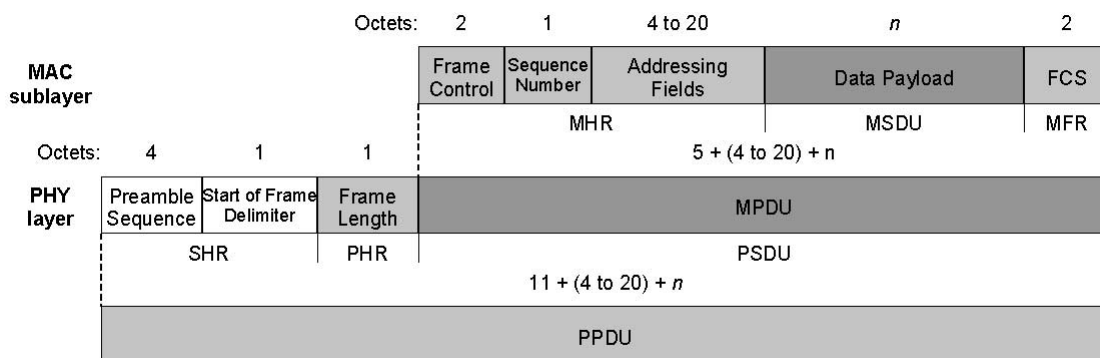 Octets: 2 1 4 to 20 n 2
MAC
sublayer
Frame
Control
Sequence
Number
Addressing
Fields
Data Payload
FCS
MHR MSDU MFR
Octets: 4 1 1 5 + (4 to 20) + n
PHY
layer
Preamble
Sequence
Start of Frame
Delimiter
Frame
Length
MPDU
SHR PHR PSDU
11 + (4 to 20) + n
PPDU